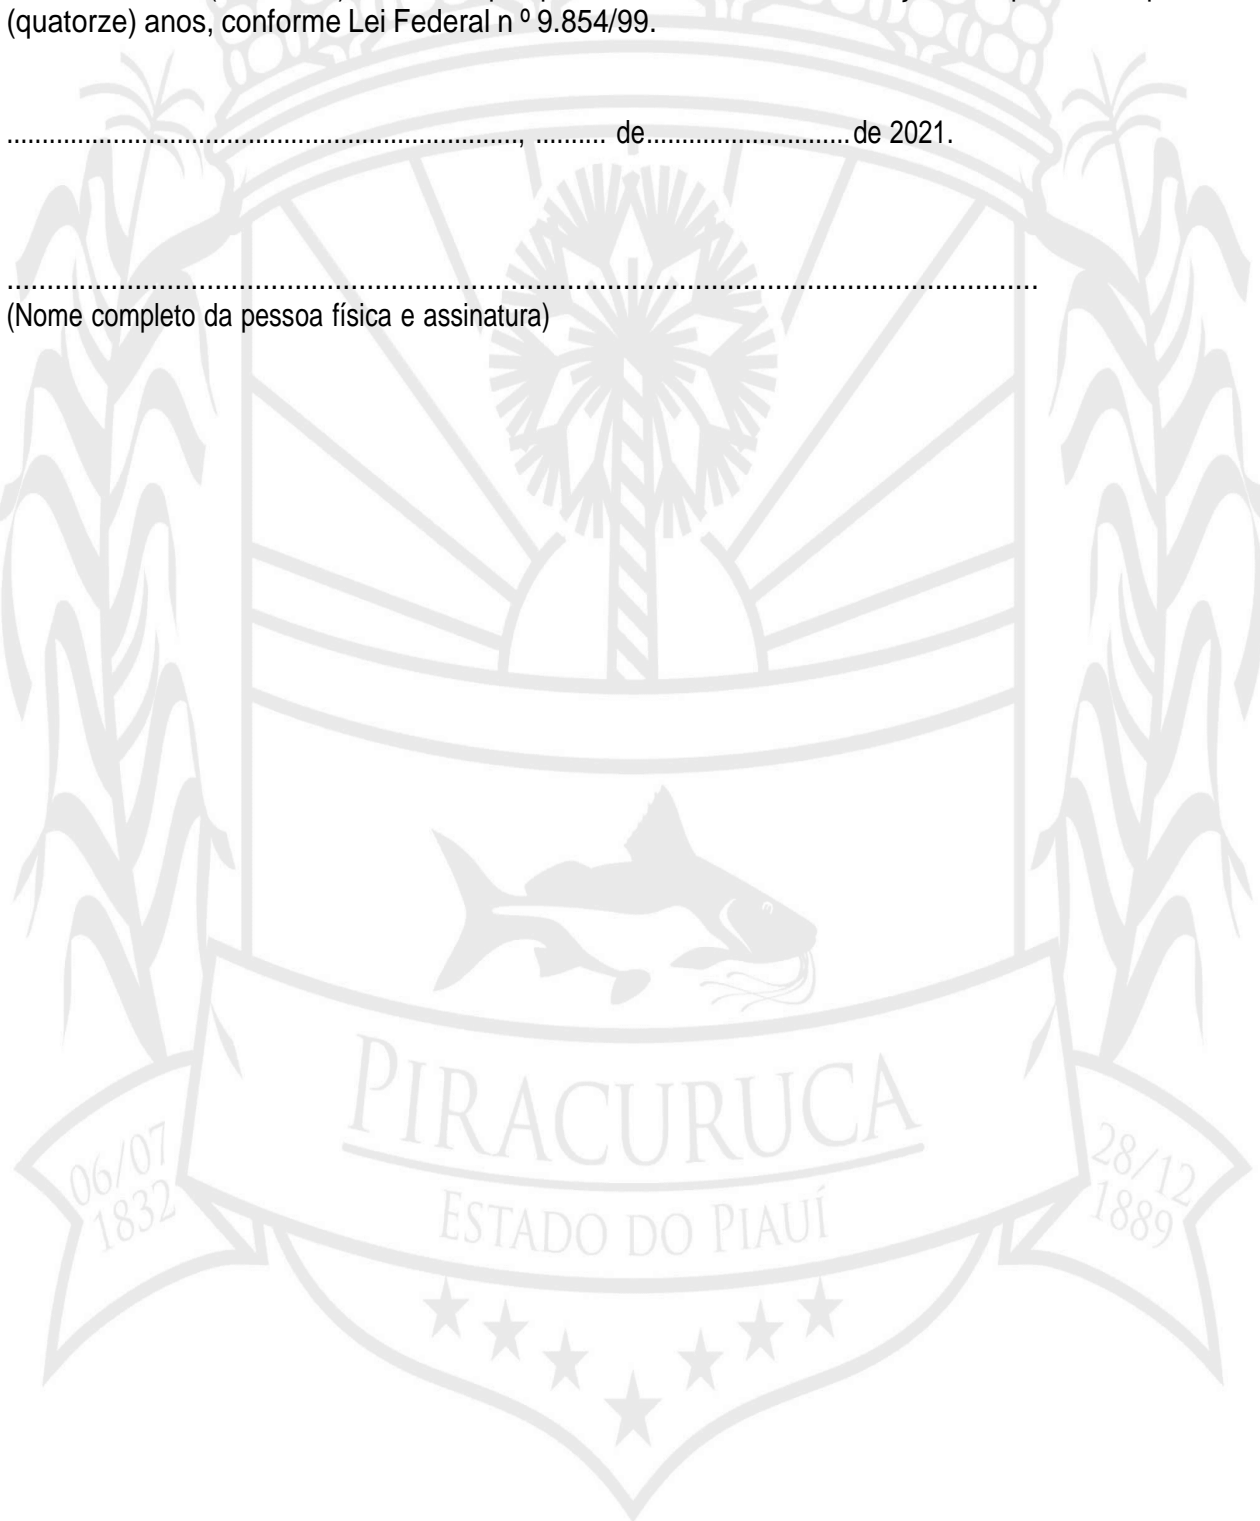 (quatorze) anos, conforme Lei Federal n º 9.854/99.
........................................................................, .......... de............................. de 2021.
..................................................................................................................................
(Nome completo da pessoa física e assinatura)
PIRACURUCA
ESTADO DO PIAUÍ
06/07
1832
28/12
1889